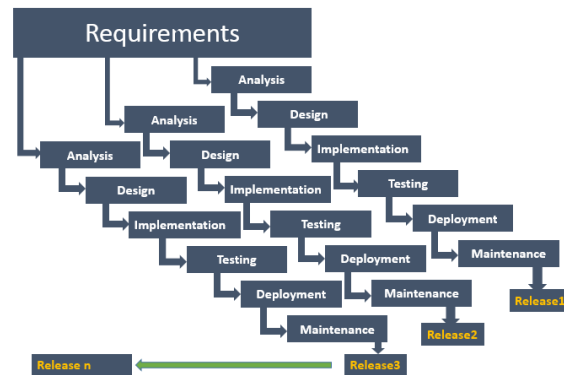 Requirements
Analysis
Design
Implementation
Testing
Deployment
Maintenance
Release1
Analysis
Design
Implementation
Testing
Deployment
Maintenance
Release2
Analysis
Design
Implementation
Testing
Deployment
Maintenance
Release3
Release n